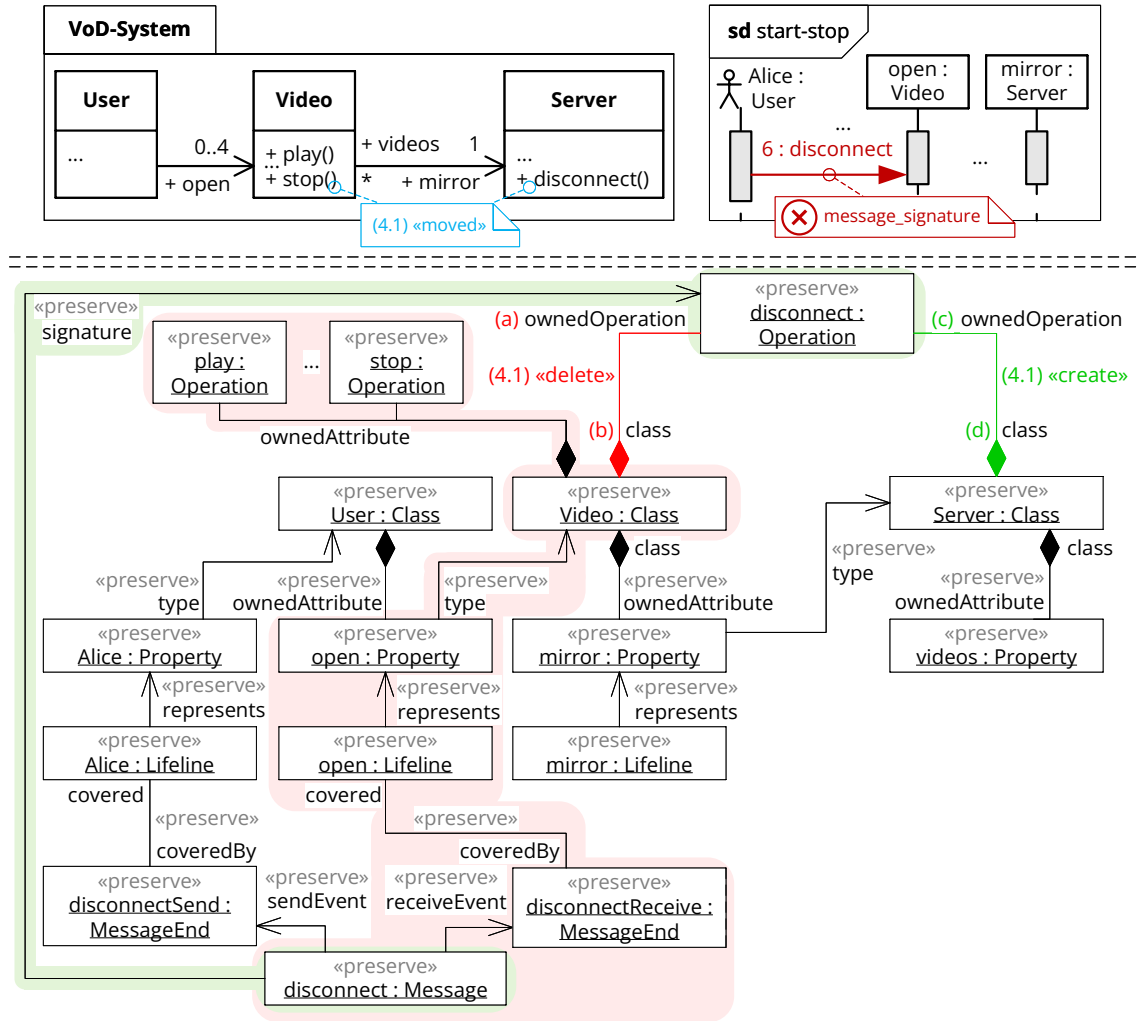 VoD-System
User
...
0..4
+ open
Video
+ play()
...
+ stop()
+ videos
1
*
+ mirror
Server
...
+ disconnect()
(4.1) «moved»
sd start-stop
Alice :
User
open :
Video
mirror :
Server
...
6 : disconnect
...
message_signature
«preserve»
signature
«preserve»
disconnect :
Operation
(a) ownedOperation
(c) ownedOperation
«preserve»
play :
Operation
...
«preserve»
stop :
Operation
(4.1) «delete»
(4.1) «create»
ownedAttribute
(b) class
(d) class
«preserve»
User : Class
«preserve»
Video : Class
«preserve»
Server : Class
class
class
«preserve»
type
«preserve»
type
«preserve»
ownedAttribute
«preserve»
type
«preserve»
ownedAttribute
«preserve»
ownedAttribute
«preserve»
Alice : Property
«preserve»
open : Property
«preserve»
mirror : Property
«preserve»
videos : Property
«preserve»
represents
«preserve»
represents
«preserve»
represents
«preserve»
Alice : Lifeline
«preserve»
open : Lifeline
«preserve»
mirror : Lifeline
covered
«preserve»
coveredBy
covered
«preserve»
coveredBy
«preserve»
disconnectSend :
MessageEnd
«preserve»
sendEvent
«preserve»
receiveEvent
«preserve»
disconnectReceive :
MessageEnd
«preserve»
disconnect : Message